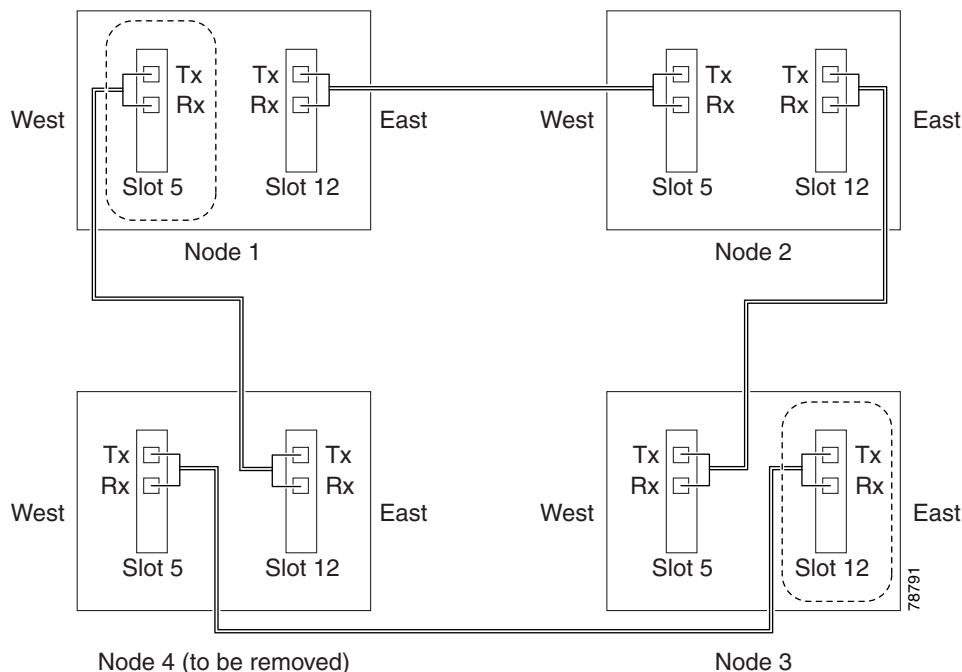 Tx Tx Tx Tx
West Rx Rx East West Rx Rx East
Slot 5 Slot 12 Slot 5 Slot 12
Node 1 Node 2
Tx Tx Tx Tx
West Rx Rx East West Rx Rx East
Slot 5 Slot 12 Slot 5 Slot 12
78791
Node 4 (to be removed) Node 3